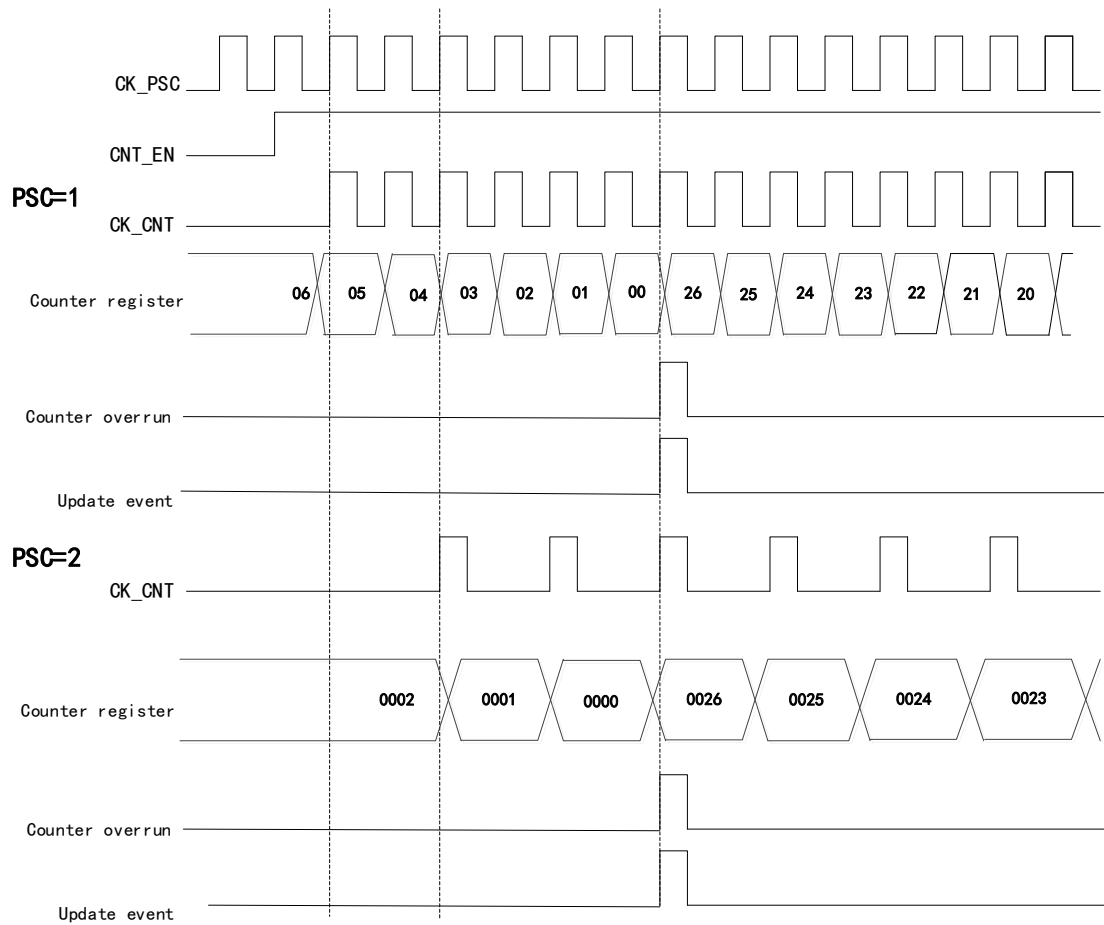 CK_PSC
CNT_EN
PSC=1
CK_CNT
Counter register 06 05 04 03 02 01 00 26 25 24 23 22 21 20
Counter overrun
Update event
PSC=2
CK_CNT
Counter register 0002 0001 0000 0026 0025 0024 0023
Counter overrun
Update event